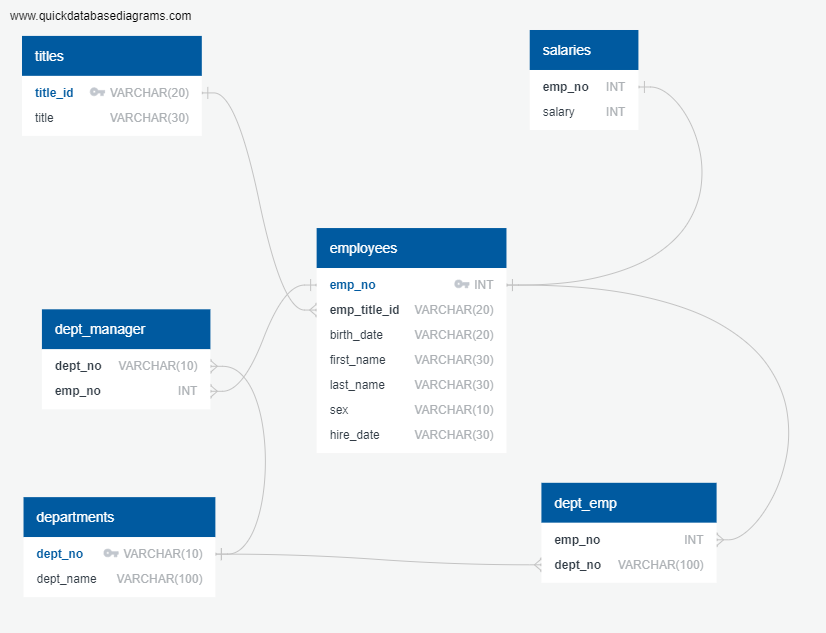 www.quickdatabasediagrams.com
titles
title_id VARCHAR(20)
title VARCHAR(30)
salaries
emp_no INT
salary INT
employees
emp_no INT
emp_title_id VARCHAR(20)
birth_date VARCHAR(20)
first_name VARCHAR(30)
last_name VARCHAR(30)
sex VARCHAR(10)
hire_date VARCHAR(30)
dept_manager
dept_no VARCHAR(10)
emp_no INT
departments
dept_no VARCHAR(10)
dept_name VARCHAR(100)
dept_emp
emp_no INT
dept_no VARCHAR(100)